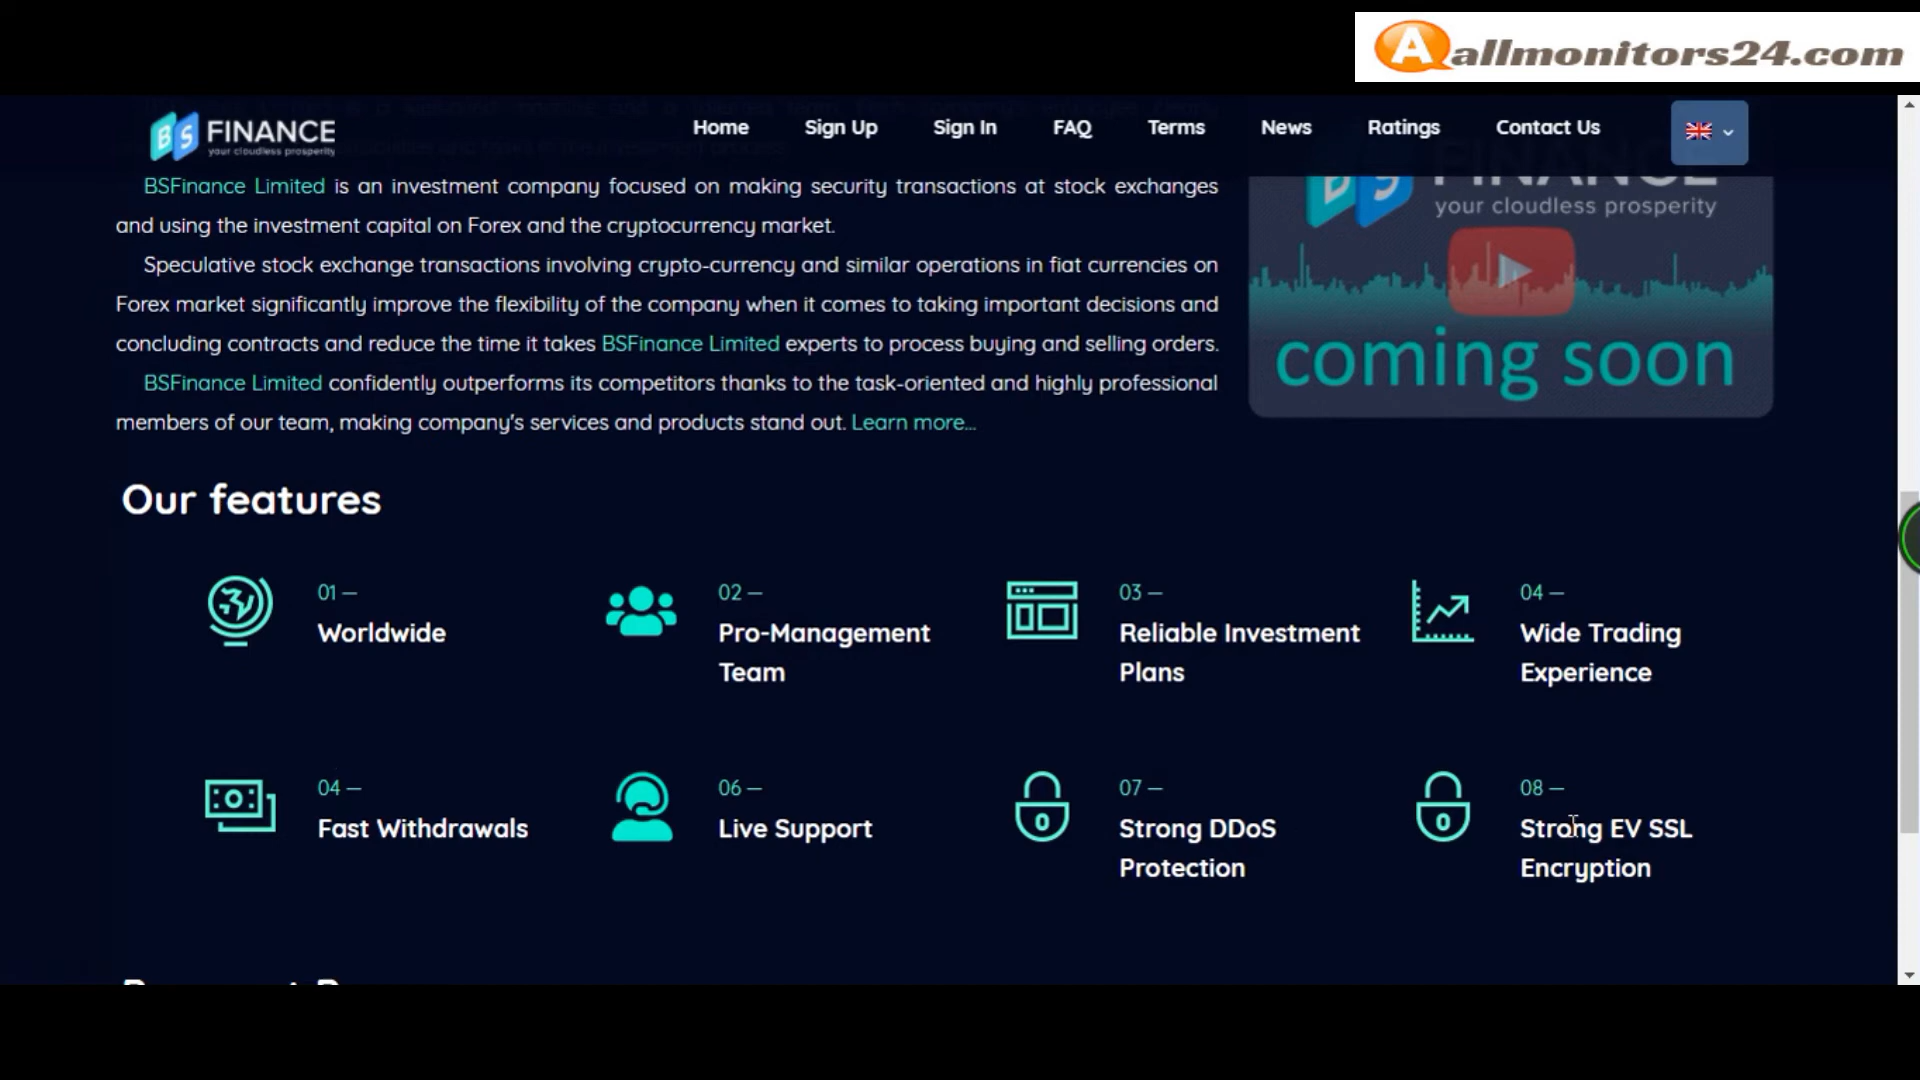 allmonitors24.com
BS FINANCE
your cloudless prosperity
Home Sign Up Sign In FAQ Terms News Ratings Contact Us
BSFinance Limited is an investment company focused on making security transactions at stock exchanges
and using the investment capital on Forex and the cryptocurrency market.
Speculative stock exchange transactions involving crypto-currency and similar operations in fiat currencies on
Forex market significantly improve the flexibility of the company when it comes to taking important decisions and
concluding contracts and reduce the time it takes BSFinance Limited experts to process buying and selling orders.
BSFinance Limited confidently outperforms its competitors thanks to the task-oriented and highly professional
members of our team, making company's services and products stand out. Learn more...
BS FINANCE
your cloudless prosperity
coming soon
Our features
01 —
Worldwide
02 —
Pro-Management
Team
03 —
Reliable Investment
Plans
04 —
Wide Trading
Experience
04 —
Fast Withdrawals
06 —
Live Support
07 —
Strong DDoS
Protection
08 —
Strong EV SSL
Encryption